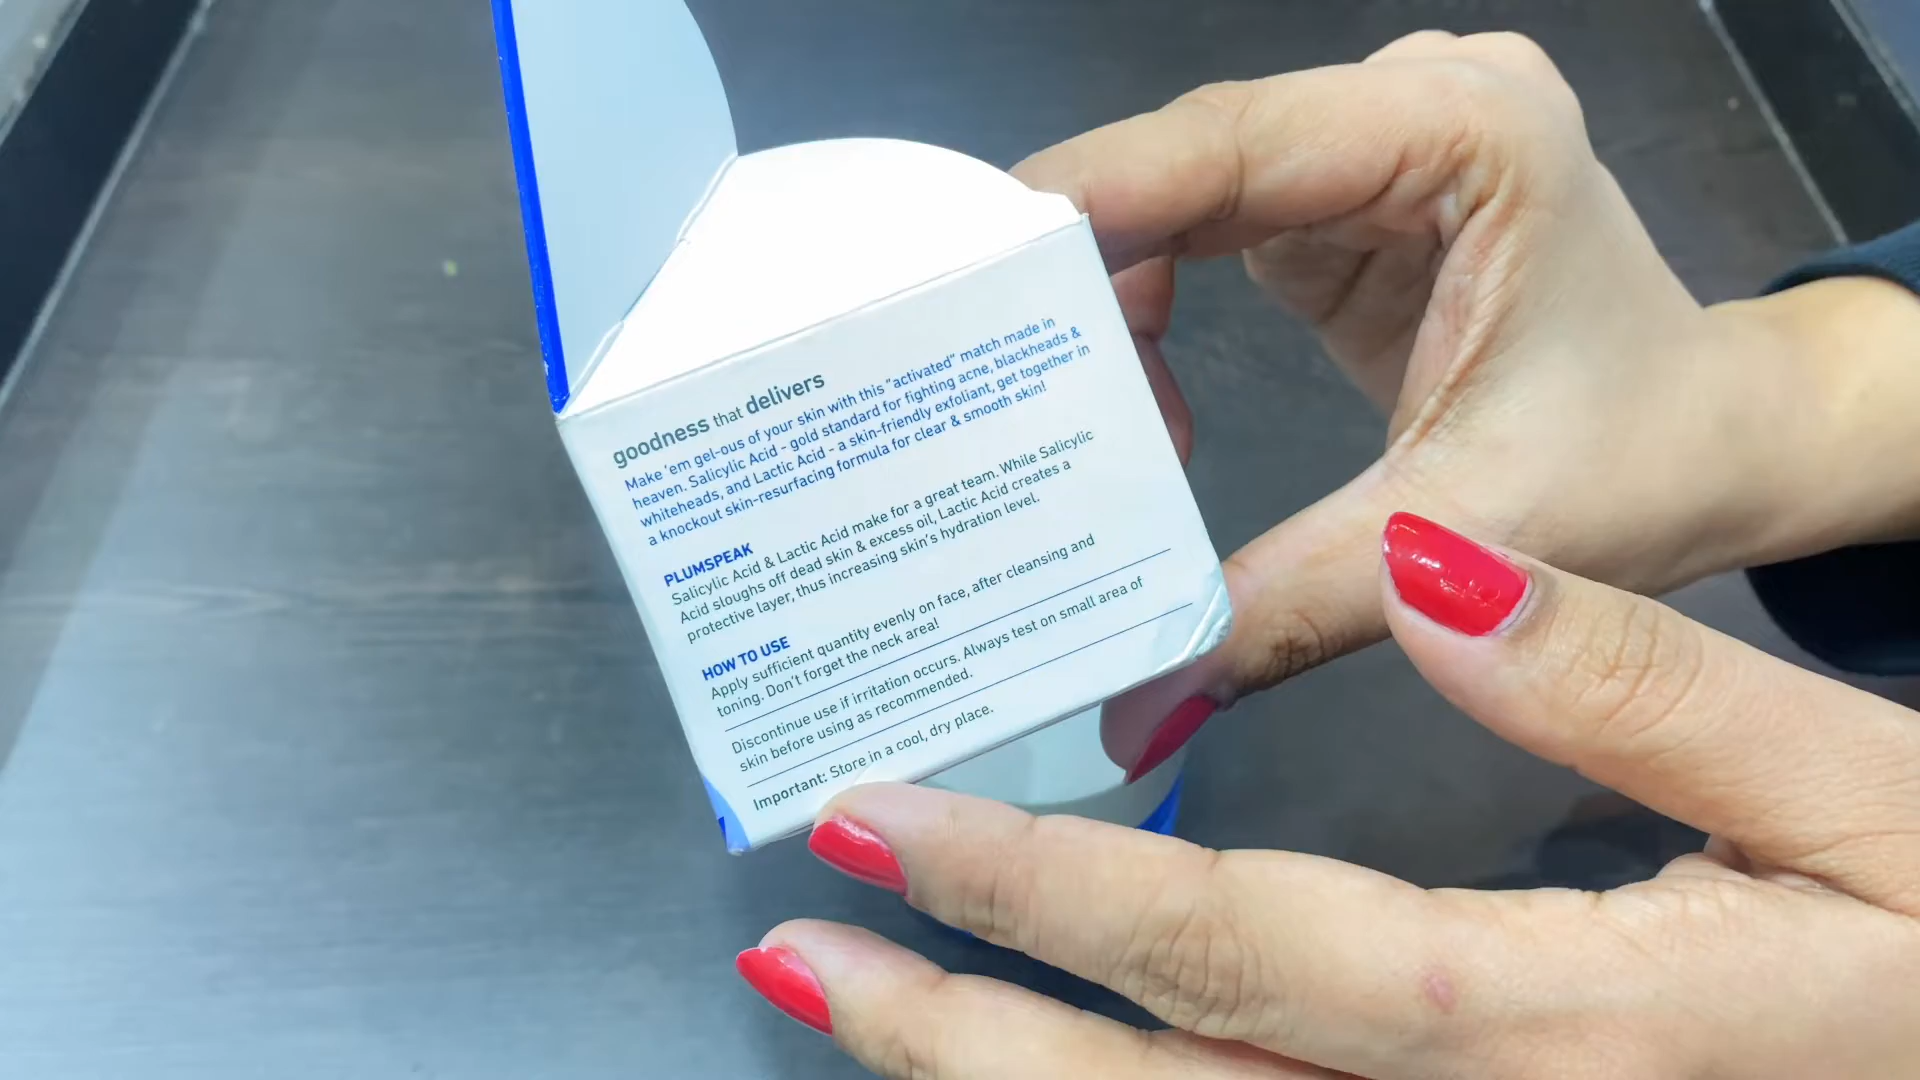 goodness that delivers
Make 'em gel-ous of your skin with this "activated" match made in
heaven. Salicylic Acid - gold standard for fighting acne, blackheads &
whiteheads, and Lactic Acid - a skin-friendly exfoliant, get together in
a knockout skin-resurfacing formula for clear & smooth skin!
PLUMSPEAK
Salicylic Acid & Lactic Acid make for a great team. While Salicylic
Acid sloughs off dead skin & excess oil, Lactic Acid creates a
protective layer, thus increasing skin's hydration level.
HOW TO USE
Apply sufficient quantity evenly on face, after cleansing and
toning. Don't forget the neck area!
Discontinue use if irritation occurs. Always test on small area of
skin before using as recommended.
Important: Store in a cool, dry place.